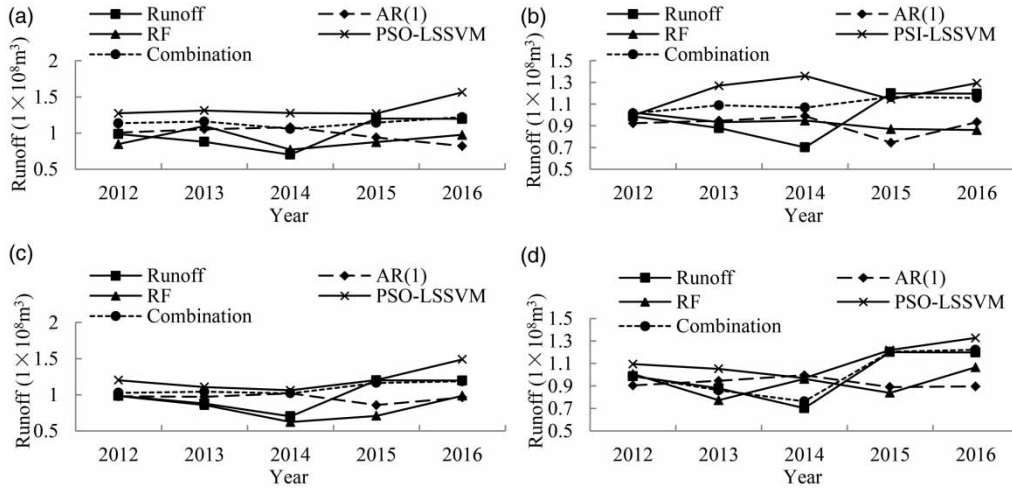 (a)
Runoff
AR(1)
RF
PSO-LSSVM
Combination
Runoff (1×10⁸m³)
2
1.5
1
0.5
2012 2013 2014 2015 2016
Year
(b)
Runoff
AR(1)
RF
PSI-LSSVM
Combination
Runoff (1×10⁸m³)
1.5
1.3
1.1
0.9
0.7
0.5
2012 2013 2014 2015 2016
Year
(c)
Runoff
AR(1)
RF
PSO-LSSVM
Combination
Runoff (1×10⁸m³)
2
1.5
1
0.5
2012 2013 2014 2015 2016
Year
(d)
Runoff
AR(1)
RF
PSO-LSSVM
Combination
Runoff (1×10⁸m³)
1.5
1.3
1.1
0.9
0.7
0.5
2012 2013 2014 2015 2016
Year